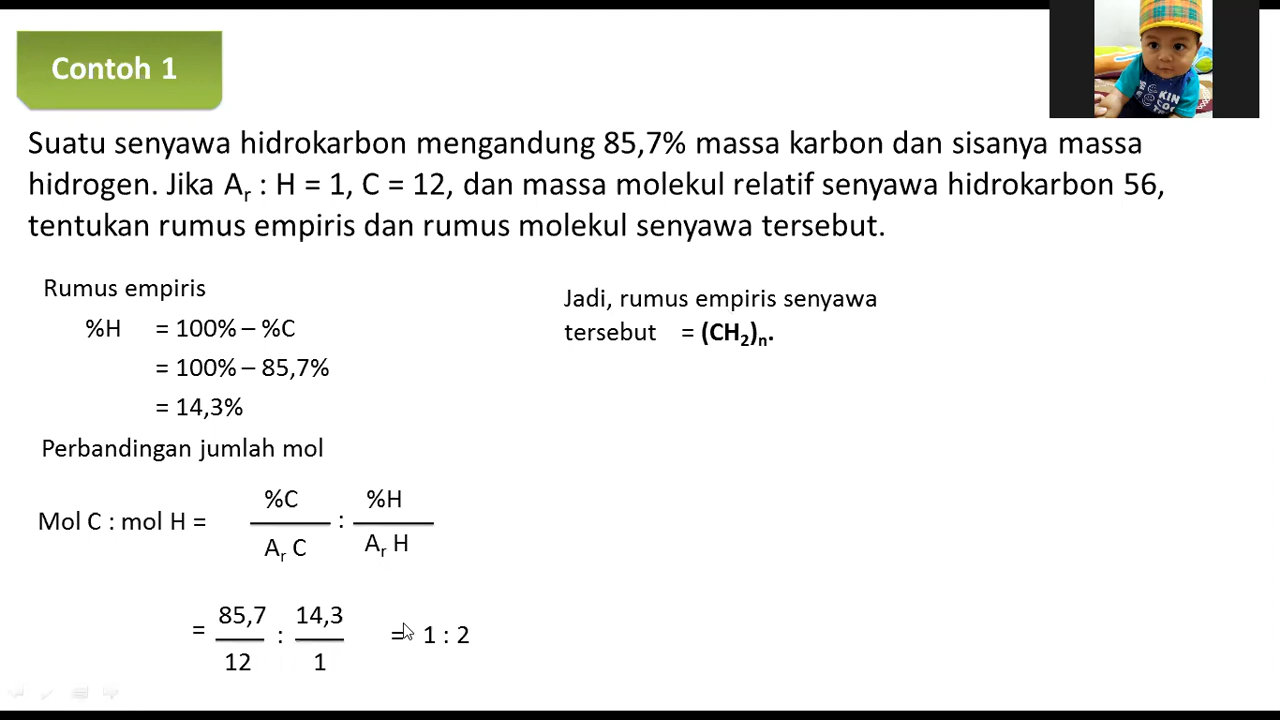 Contoh 1
Suatu senyawa hidrokarbon mengandung 85,7% massa karbon dan sisanya massa
hidrogen. Jika Ar : H = 1, C = 12, dan massa molekul relatif senyawa hidrokarbon 56,
tentukan rumus empiris dan rumus molekul senyawa tersebut.
Rumus empiris
%H = 100% – %C
= 100% – 85,7%
= 14,3%
Perbandingan jumlah mol
%C %H
Mol C : mol H = :
Ar C Ar H
85,7 14,3
= : = 1 : 2
12 1
Jadi, rumus empiris senyawa
tersebut = (CH2)n.
KIN